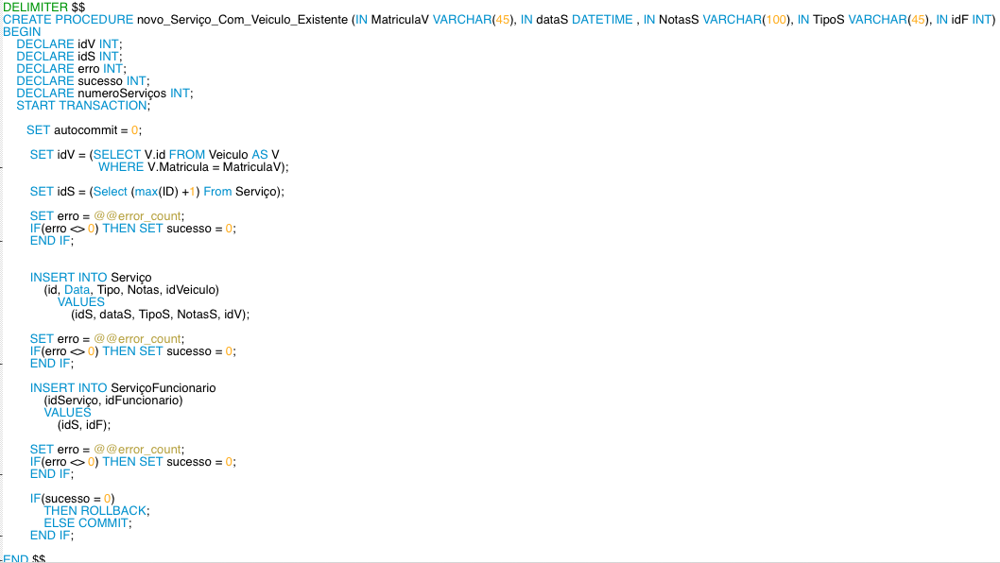 DELIMITER $$
CREATE PROCEDURE novo_Serviço_Com_Veiculo_Existente (IN MatriculaV VARCHAR(45), IN dataS DATETIME , IN NotasS VARCHAR(100), IN TipoS VARCHAR(45), IN idF INT)
BEGIN
DECLARE idV INT;
DECLARE idS INT;
DECLARE erro INT;
DECLARE sucesso INT;
DECLARE numeroServiços INT;
START TRANSACTION;
SET autocommit = 0;
SET idV = (SELECT V.id FROM Veiculo AS V
WHERE V.Matricula = MatriculaV);
SET idS = (Select (max(ID) +1) From Serviço);
SET erro = @@error_count;
IF(erro <> 0) THEN SET sucesso = 0;
END IF;
INSERT INTO Serviço
(id, Data, Tipo, Notas, idVeiculo)
VALUES
(idS, dataS, TipoS, NotasS, idV);
SET erro = @@error_count;
IF(erro <> 0) THEN SET sucesso = 0;
END IF;
INSERT INTO ServiçoFuncionario
(idServiço, idFuncionario)
VALUES
(idS, idF);
SET erro = @@error_count;
IF(erro <> 0) THEN SET sucesso = 0;
END IF;
IF(sucesso = 0)
THEN ROLLBACK;
ELSE COMMIT;
END IF;
END $$